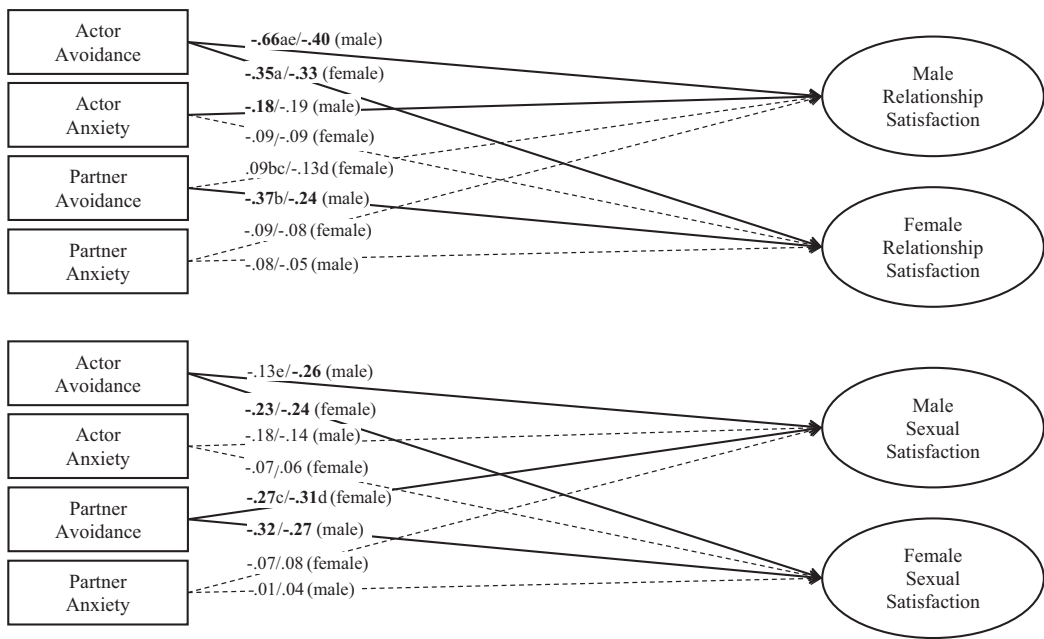 Actor
Avoidance
-.66ae/-.40 (male)
-.35a/-.33 (female)
Male
Relationship
Satisfaction
Actor
Anxiety
-.18/-.19 (male)
-.09/-.09 (female)
Partner
Avoidance
.09bc/-.13d (female)
-.37b/-.24 (male)
Female
Relationship
Satisfaction
Partner
Anxiety
-.09/-.08 (female)
-.08/-.05 (male)
Actor
Avoidance
-.13e/-.26 (male)
-.23/-.24 (female)
Male
Sexual
Satisfaction
Actor
Anxiety
-.18/-.14 (male)
-.07/.06 (female)
Partner
Avoidance
-.27c/-.31d (female)
-.32/-.27 (male)
Female
Sexual
Satisfaction
Partner
Anxiety
-.07/.08 (female)
-.01/.04 (male)